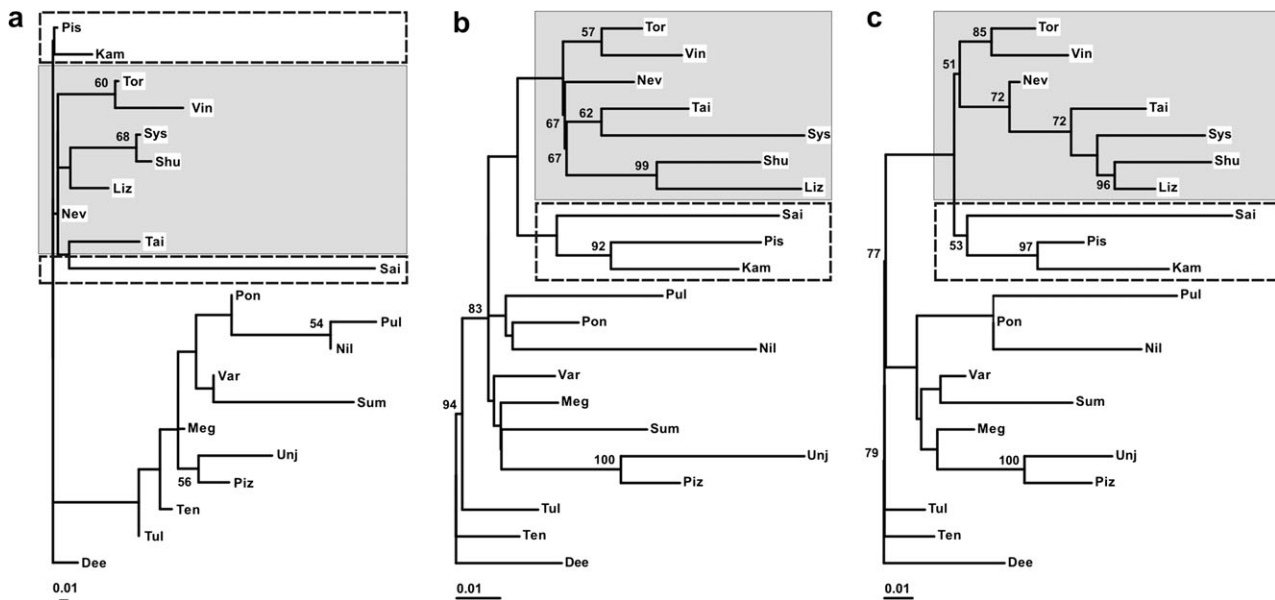 a
Pis
Kam
60
Tor
Vin
68
Sys
Shu
Liz
Nev
Tai
Sai
Pon
54
Pul
Nil
Var
Sum
Meg
Unj
56
Piz
Ten
Tul
Dee
0.01
b
57
Tor
Vin
Nev
67
62
Tai
Sys
67
99
Shu
Liz
Sai
92
Pis
Kam
83
Pul
Pon
Nil
Var
94
Meg
Sum
100
Unj
Piz
Tul
Ten
Dee
0.01
c
85
Tor
Vin
51
72
Nev
72
Tai
Sys
Shu
96
Liz
Sai
53
77
97
Pis
Kam
Pul
Pon
Nil
Var
Sum
Meg
79
100
Unj
Piz
Tul
Ten
Dee
0.01